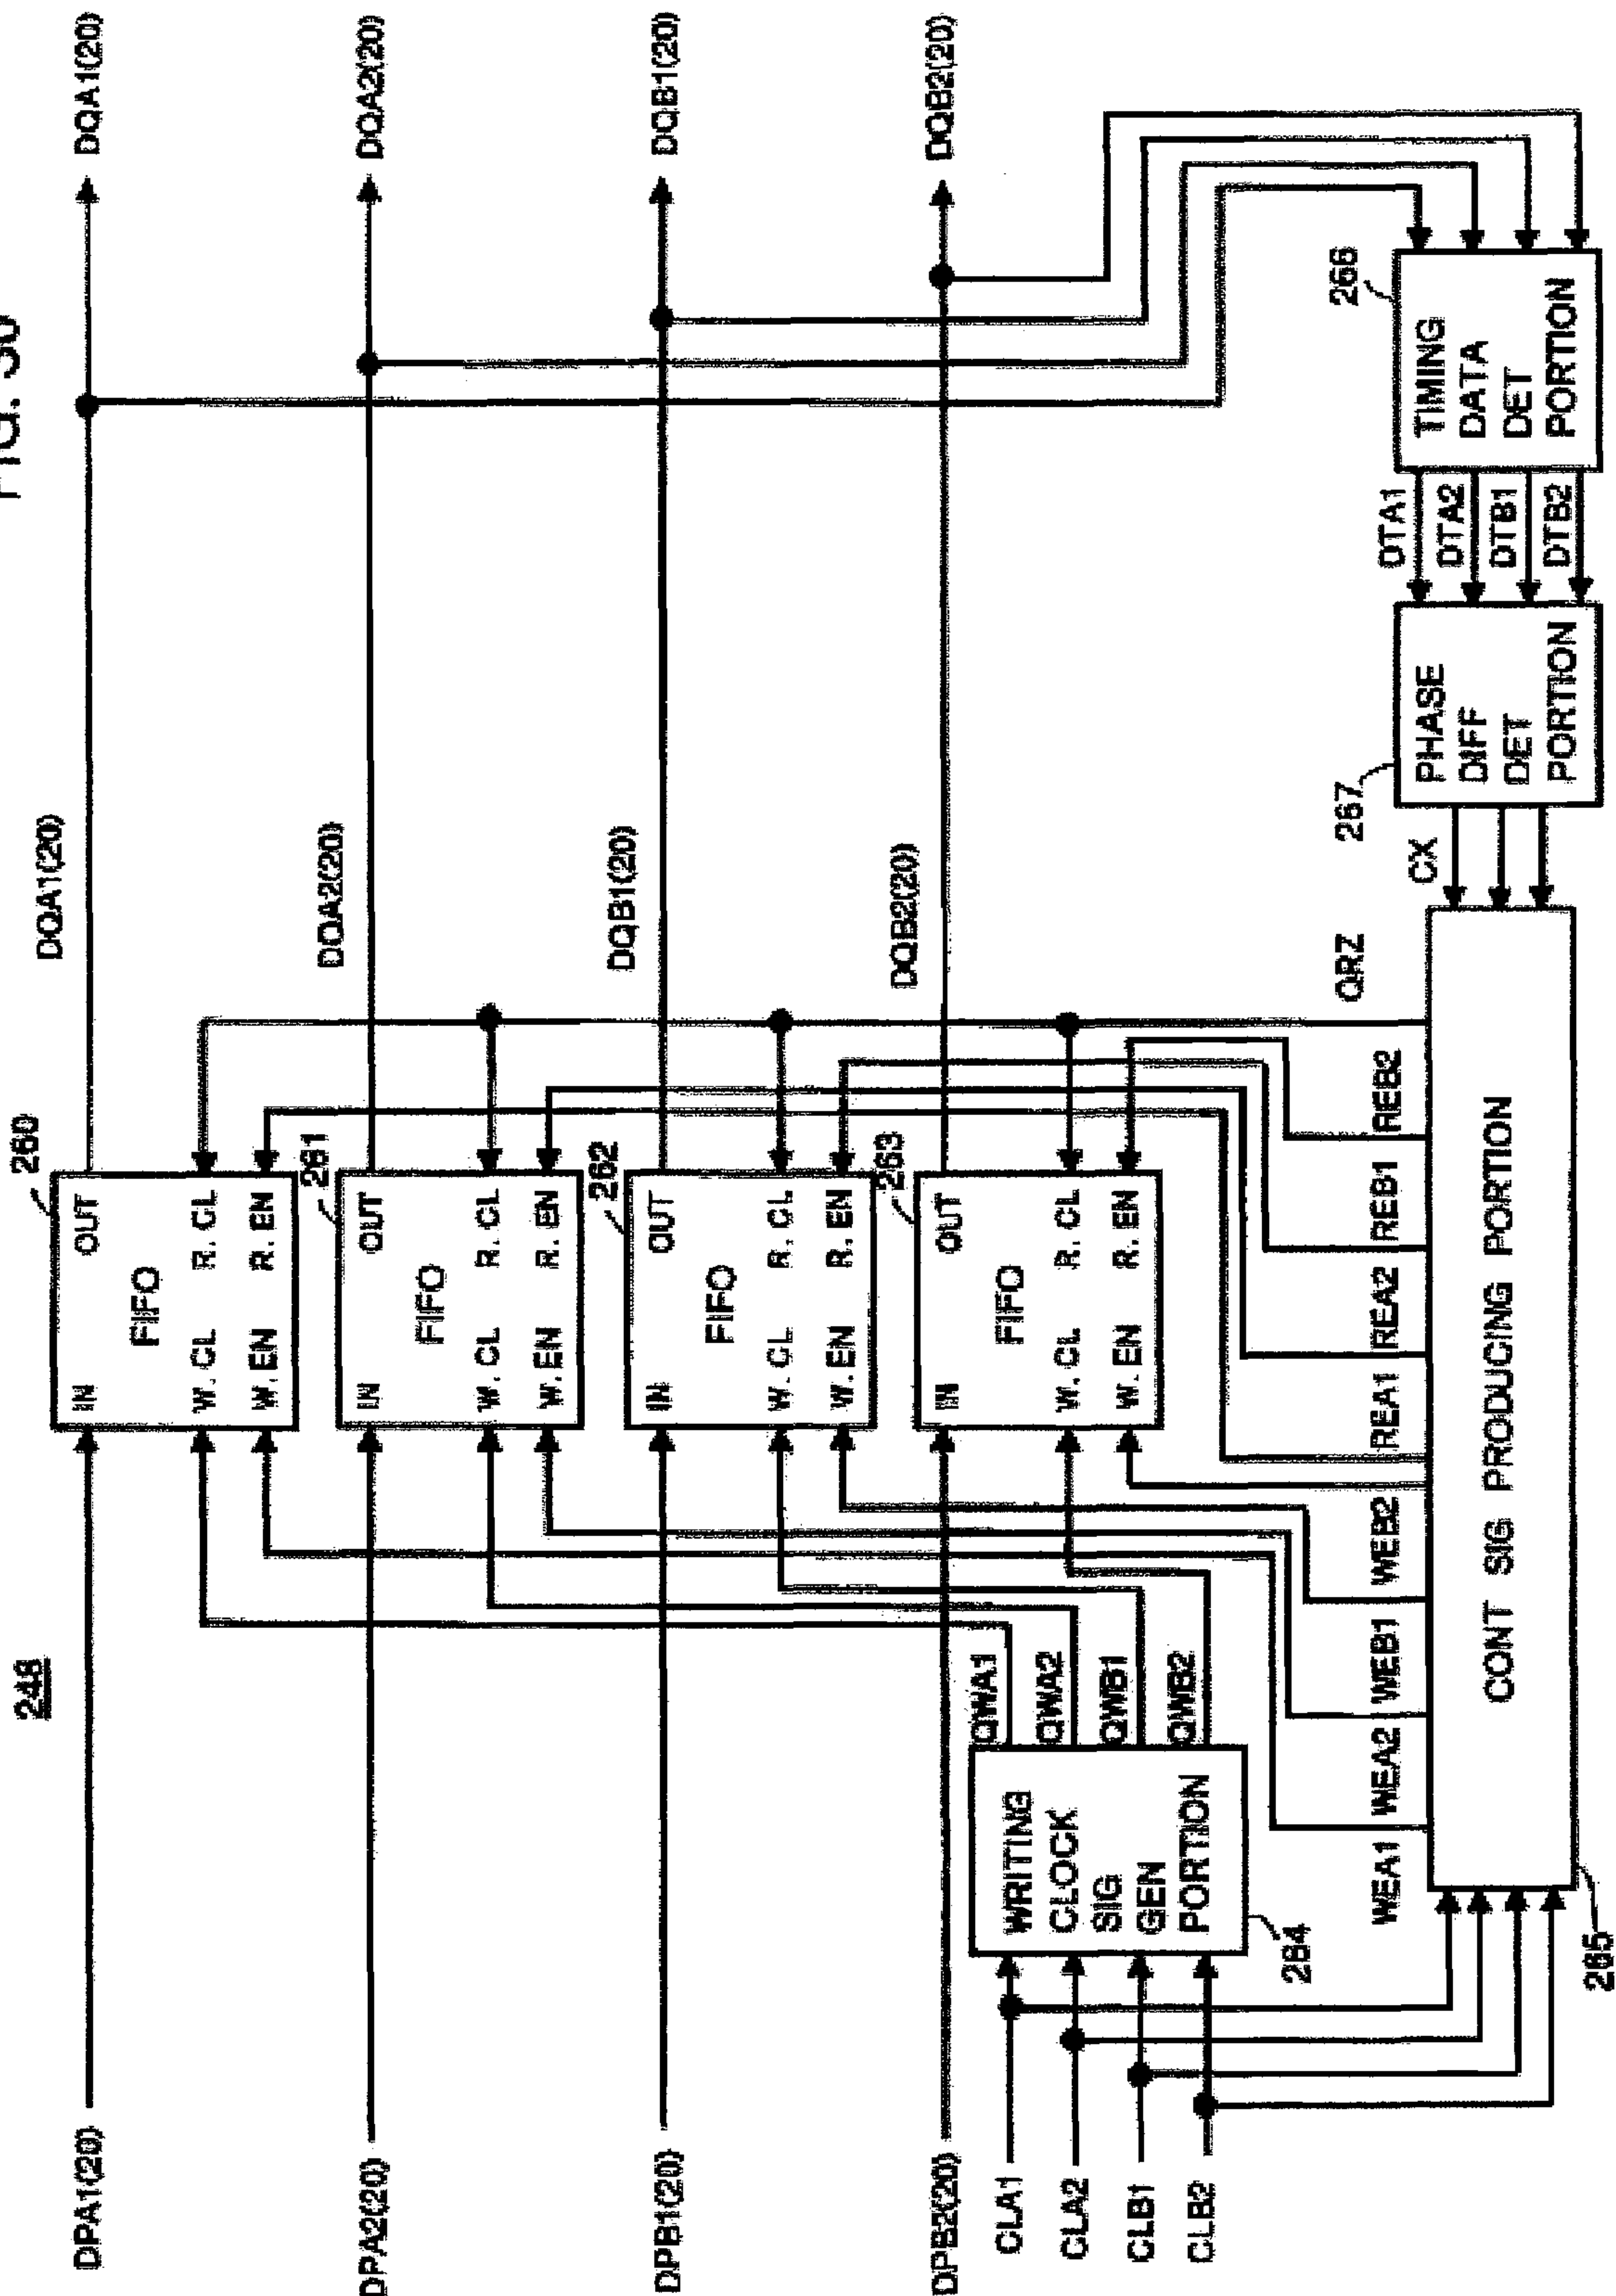 FIG. 30
248
DPA1(20)
DQA1(20)
DQA1(20)
260
IN
OUT
FIFO
W.CL
R.CL
W.EN
R.EN
DPA2(20)
DQA2(20)
DQA2(20)
261
IN
OUT
FIFO
W.CL
R.CL
W.EN
R.EN
DPB1(20)
DQB1(20)
DQB1(20)
262
IN
OUT
FIFO
W.CL
R.CL
W.EN
R.EN
DPB2(20)
DQB2(20)
DQB2(20)
263
IN
OUT
FIFO
W.CL
R.CL
W.EN
R.EN
CLA1
CLA2
CLB1
CLB2
WRITING
CLOCK
SIG
GEN
PORTION
264
QWA1
QWA2
QWB1
QWB2
WEA1
WEA2
WEB1
WEB2
REA1
REA2
REB1
REB2
QRZ
CONT SIG PRODUCING PORTION
265
CX
267
PHASE
DIFF
DET
PORTION
DTA1
DTA2
DTB1
DTB2
266
TIMING
DATA
DET
PORTION